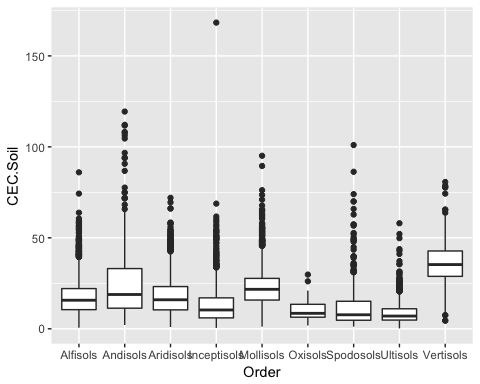 150
100
50
0
CEC.Soil
Alfisols Andisols Aridisols Inceptisols Mollisols Oxisols Spodosols Ultisols Vertisols
Order